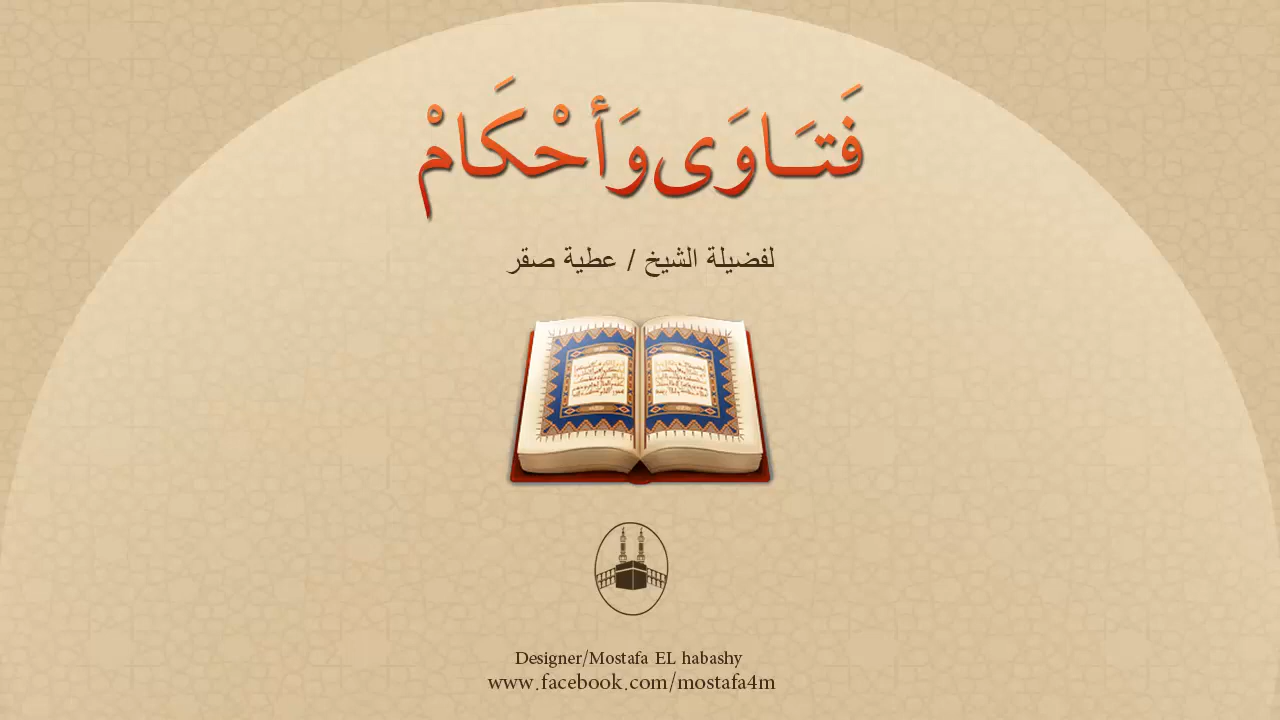 فَتَاوَى وَأَحْكَامْ
لفضيلة الشيخ / عطية صقر
Designer/Mostafa EL habashy
www.facebook.com/mostafa4m